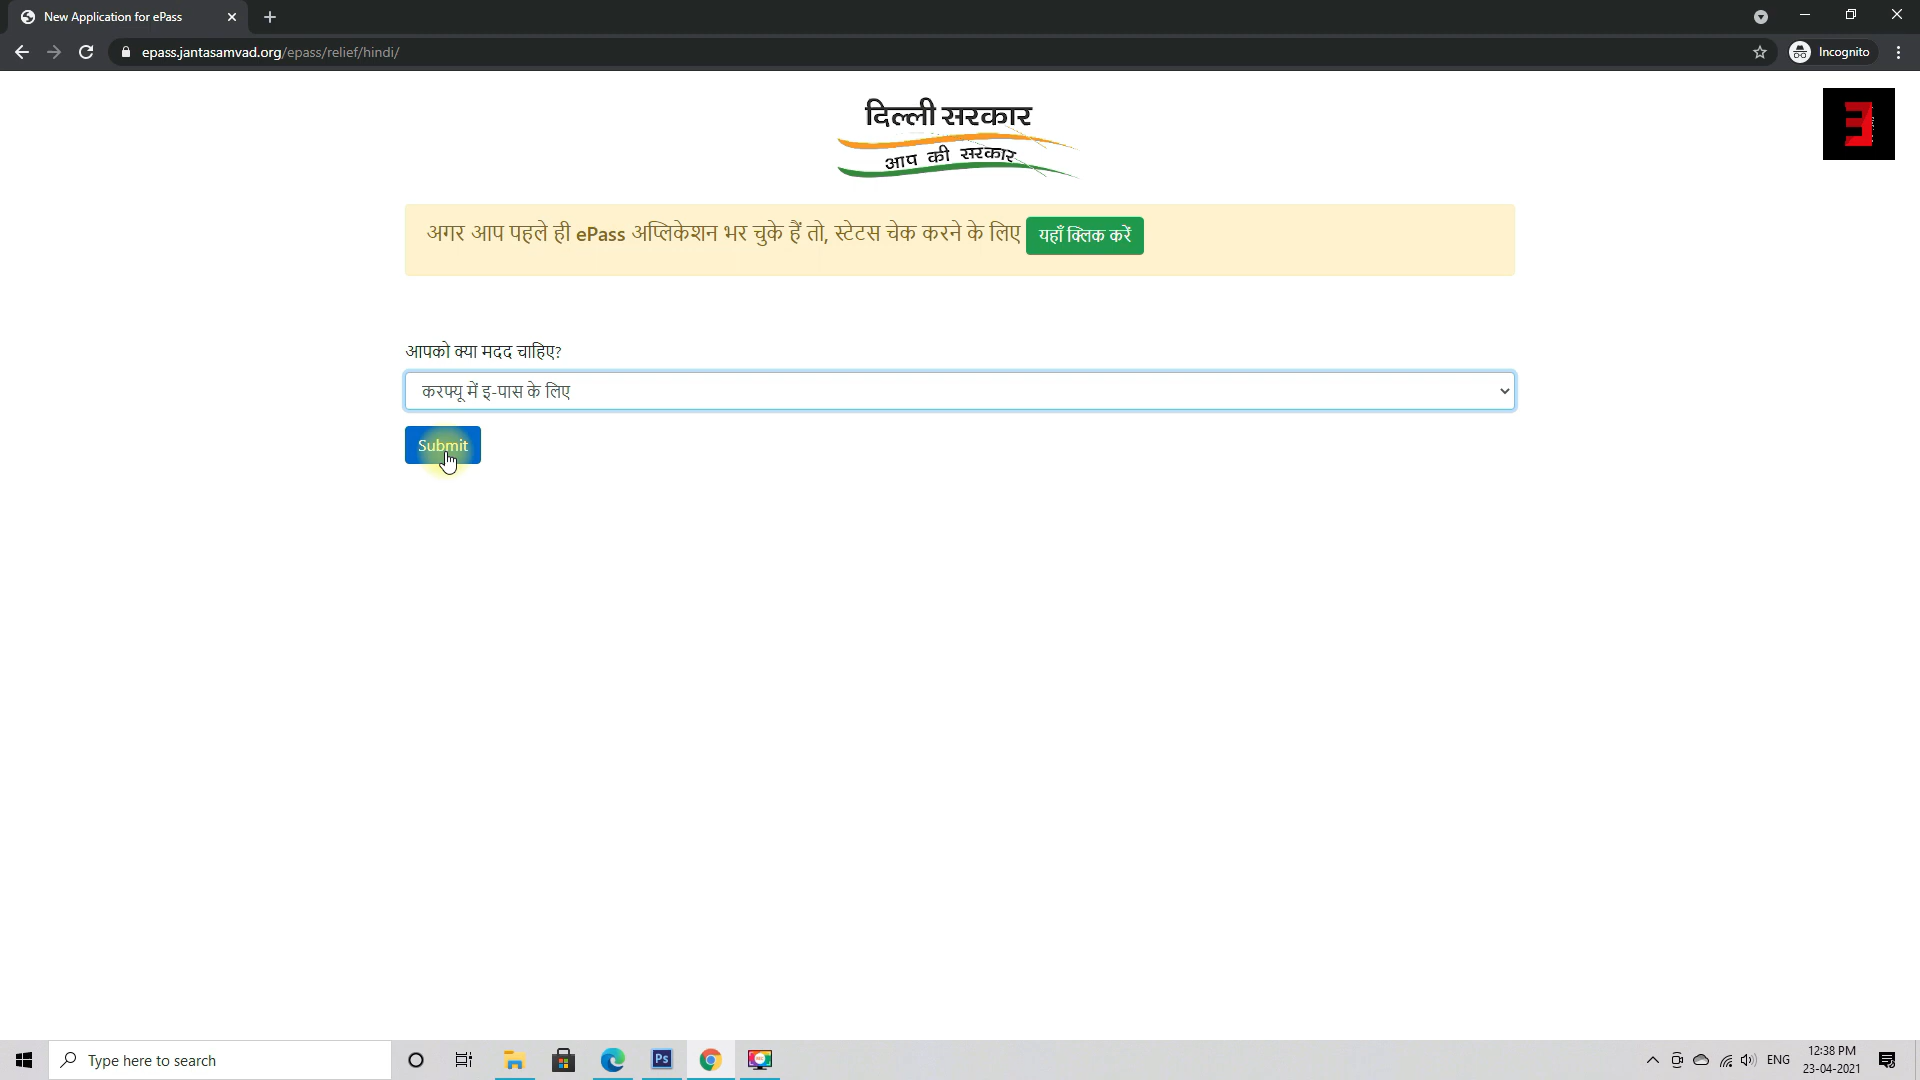 New Application for ePass
epass.jantasamvad.org/epass/relief/hindi/
Incognito
दिल्ली सरकार
आप की सरकार
अगर आप पहले ही ePass अप्लिकेशन भर चुके हैं तो, स्टेटस चेक करने के लिए यहाँ क्लिक करें
आपको क्या मदद चाहिए?
करफ्यू में इ-पास के लिए
Submit
Type here to search
Ps
ENG
12:38 PM
23-04-2021